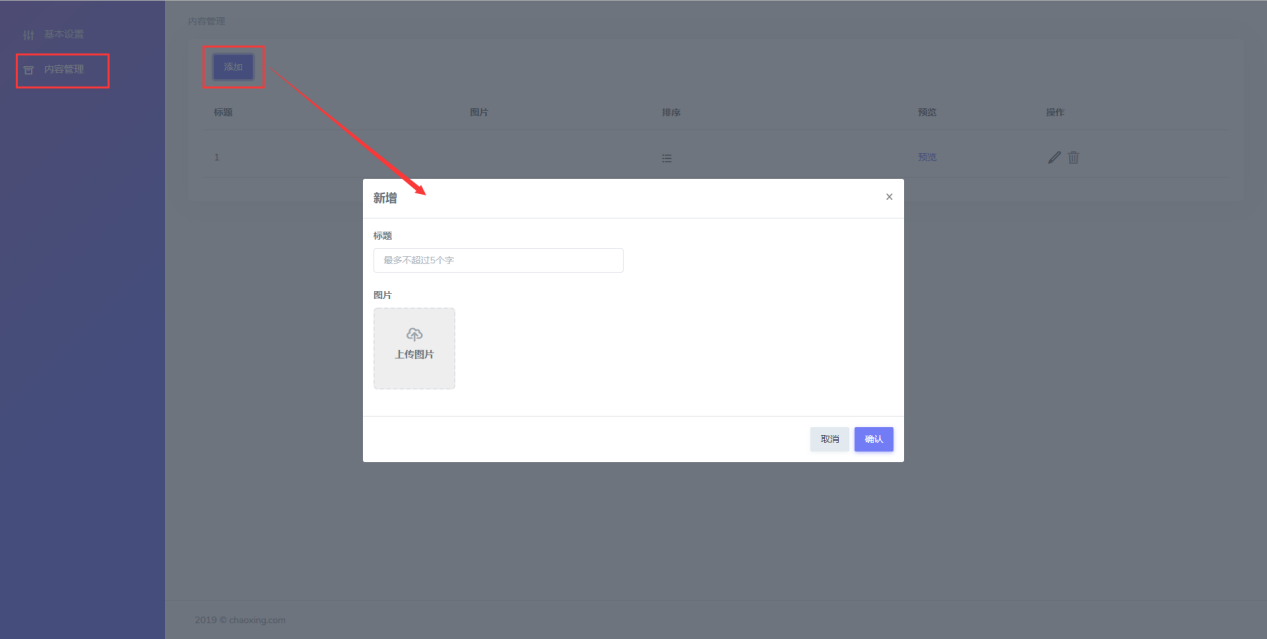 基本设置
内容管理
内容管理
添加
标题 图片 排序 预览 操作
1 预览
新增 ×
标题
最多不超过5个字
图片
上传图片
取消 确认
2019 © chaoxing.com